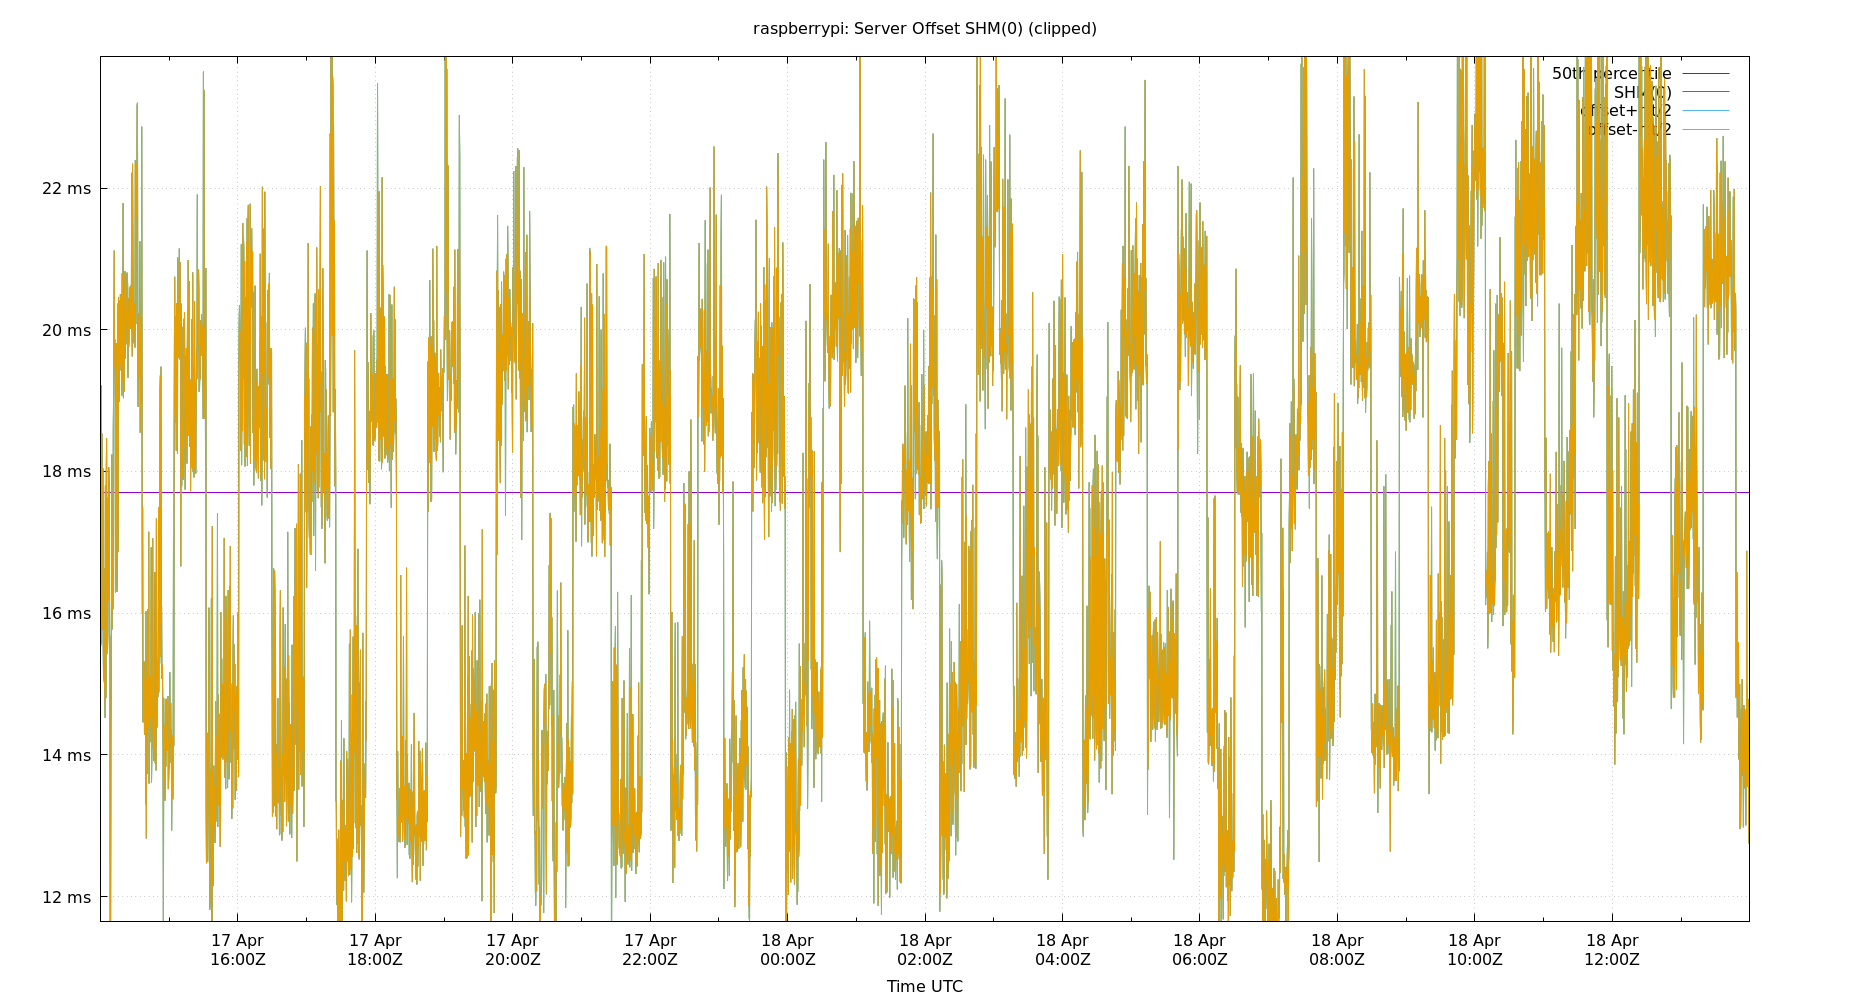 raspberrypi: Server Offset SHM(0) (clipped)
50th percentile
SHM(0)
offset+rtt/2
offset-rtt/2
22 ms
20 ms
18 ms
16 ms
14 ms
12 ms
17 Apr 17 Apr 17 Apr 17 Apr 18 Apr 18 Apr 18 Apr 18 Apr 18 Apr 18 Apr 18 Apr
16:00Z 18:00Z 20:00Z 22:00Z 00:00Z 02:00Z 04:00Z 06:00Z 08:00Z 10:00Z 12:00Z
Time UTC